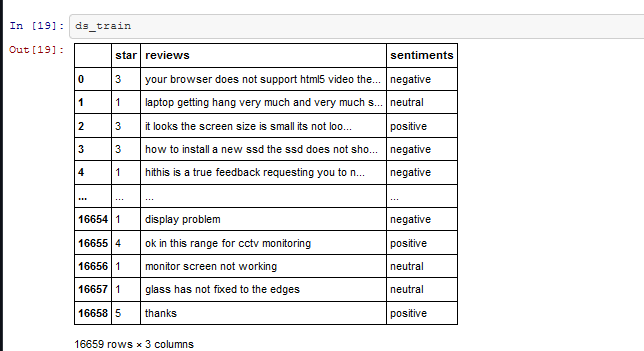 In [19]: ds_train
Out[19]:
star reviews sentiments
0 3 your browser does not support html5 video the... negative
1 1 laptop getting hang very much and very much s... neutral
2 3 it looks the screen size is small its not loo... positive
3 3 how to install a new ssd the ssd does not sho... negative
4 1 hithis is a true feedback requesting you to n... negative
... ... ... ...
16654 1 display problem negative
16655 4 ok in this range for cctv monitoring positive
16656 1 monitor screen not working neutral
16657 1 glass has not fixed to the edges neutral
16658 5 thanks positive
16659 rows × 3 columns